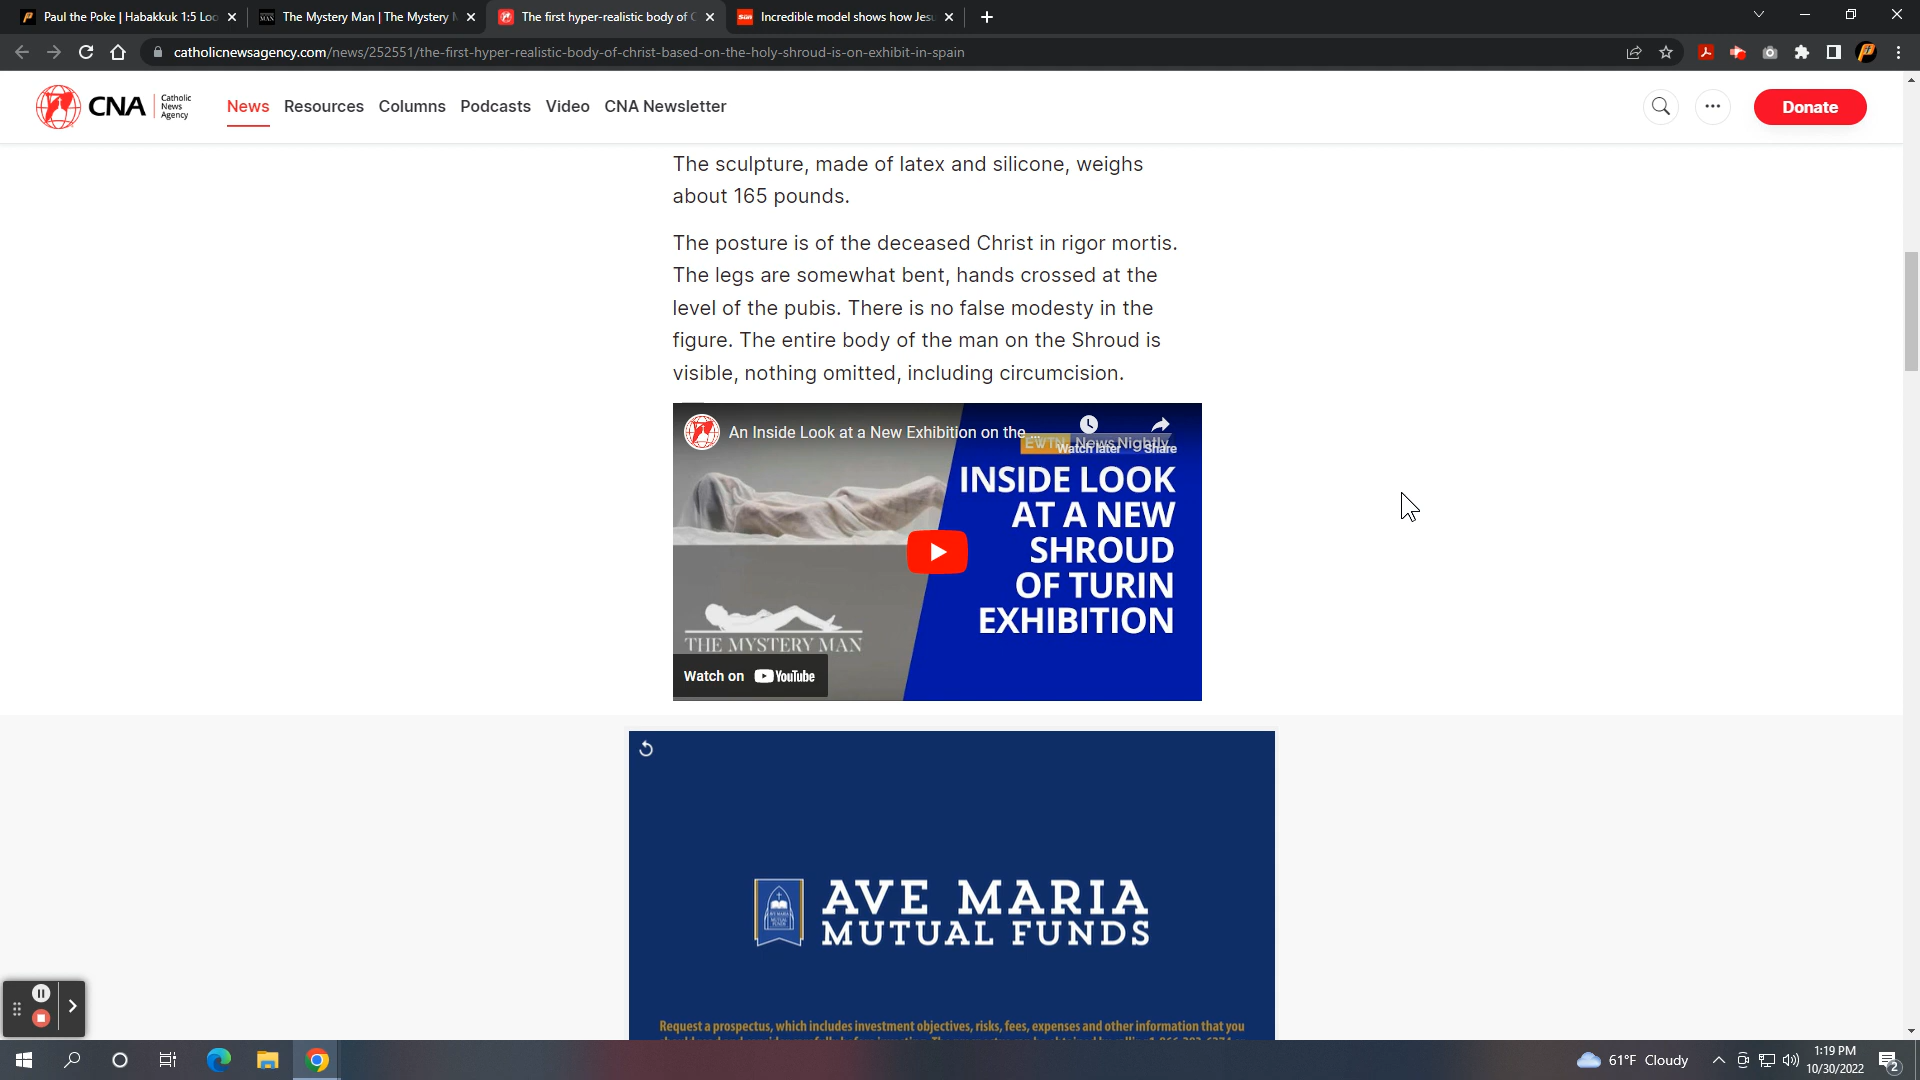 Paul the Poke | Habakkuk 1:5 Loo
The Mystery Man | The Mystery
The first hyper-realistic body of C
Incredible model shows how Jesu
catholicnewsagency.com/news/252551/the-first-hyper-realistic-body-of-christ-based-on-the-holy-shroud-is-on-exhibit-in-spain
CNA Catholic News Agency
News Resources Columns Podcasts Video CNA Newsletter
Donate
The sculpture, made of latex and silicone, weighs
about 165 pounds.
The posture is of the deceased Christ in rigor mortis.
The legs are somewhat bent, hands crossed at the
level of the pubis. There is no false modesty in the
figure. The entire body of the man on the Shroud is
visible, nothing omitted, including circumcision.
An Inside Look at a New Exhibition on the ...
EWTN News Nightly
Watch later Share
INSIDE LOOK
AT A NEW
SHROUD
OF TURIN
EXHIBITION
THE MYSTERY MAN
Watch on YouTube
AVE MARIA
MUTUAL FUNDS
Request a prospectus, which includes investment objectives, risks, fees, expenses and other information that you
61°F Cloudy
1:19 PM
10/30/2022
2